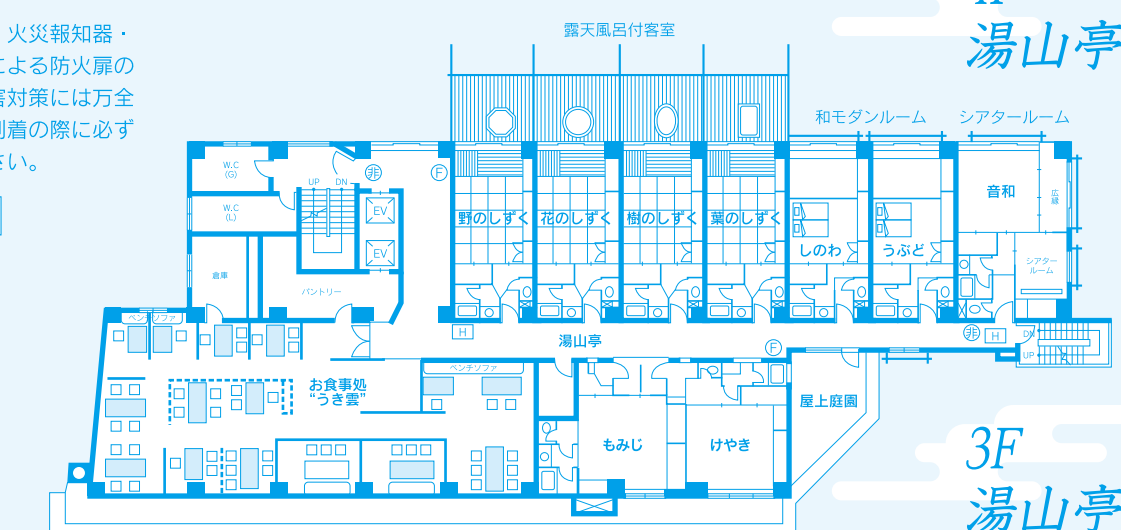 火災報知器・
による防火扉の
害対策には万全
到着の際に必ず
さい。
露天風呂付客室
湯山亭
和モダンルーム
シアタールーム
W.C
(G)
UP
DN
非
F
W.C
(L)
EV
EV
倉庫
パントリー
野のしずく
花のしずく
樹のしずく
葉のしずく
しのわ
うぶど
音和
広縁
シアター
ルーム
ベンチソファ
H
湯山亭
F
非
H
DN
UP
お食事処
“うき雲”
ベンチソファ
もみじ
けやき
屋上庭園
3F
湯山亭